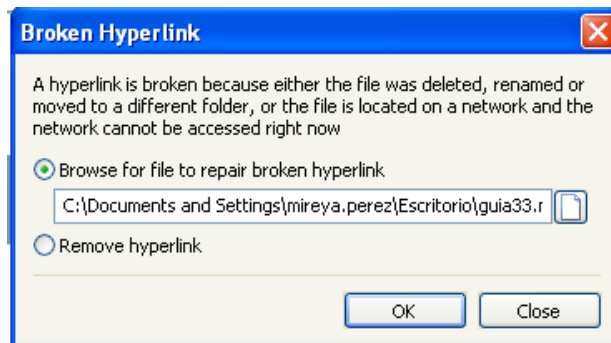 Broken Hyperlink
A hyperlink is broken because either the file was deleted, renamed or
moved to a different folder, or the file is located on a network and the
network cannot be accessed right now
Browse for file to repair broken hyperlink
C:\Documents and Settings\mireya.perez\Escritorio\guia33.r
Remove hyperlink
OK
Close